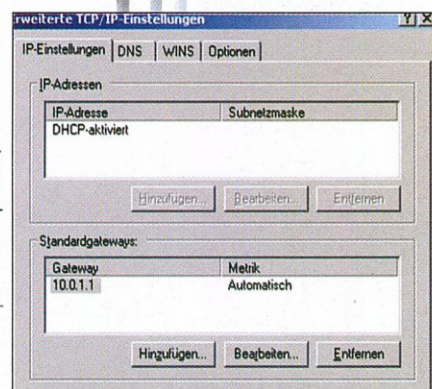 rweiterte TCP/IP-Einstellungen
IP-Einstellungen DNS WINS Optionen
IP-Adressen
IP-Adresse Subnetzmaske
DHCP-aktiviert
Hinzufügen... Bearbeiten... Entfernen
Standardgateways:
Gateway Metrik
10.0.1.1 Automatisch
Hinzufügen... Bearbeiten... Entfernen